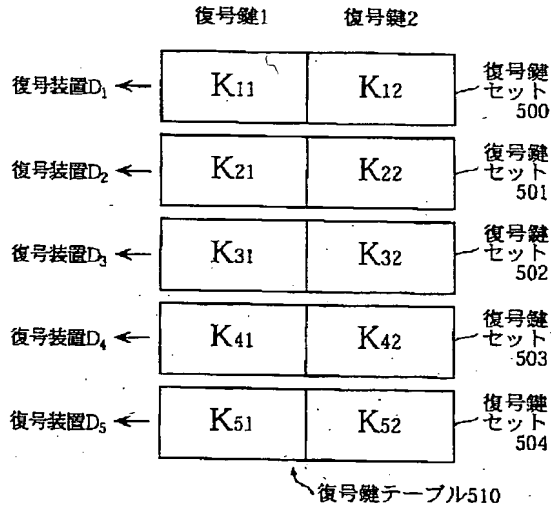 復号鍵1 復号鍵2
復号装置D₁ K₁₁ K₁₂ 復号鍵
セット
500
復号装置D₂ K₂₁ K₂₂ 復号鍵
セット
501
復号装置D₃ K₃₁ K₃₂ 復号鍵
セット
502
復号装置D₄ K₄₁ K₄₂ 復号鍵
セット
503
復号装置D₅ K₅₁ K₅₂ 復号鍵
セット
504
復号鍵テーブル510